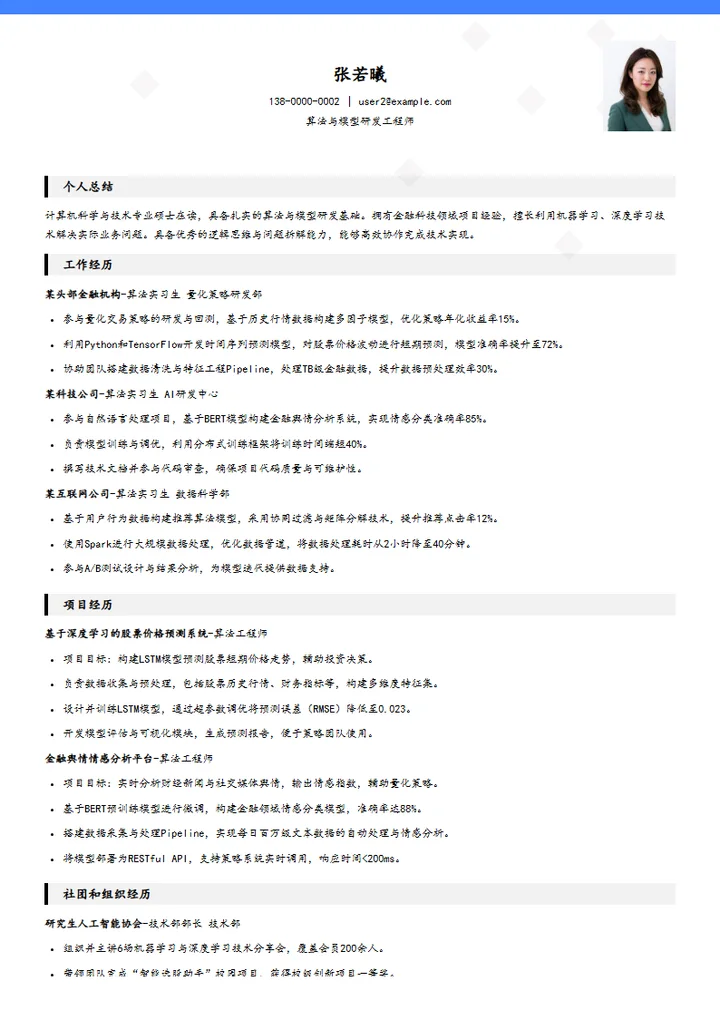 张若曦
138-0000-0002 | user2@example.com
算法与模型研发工程师
个人总结
计算机科学与技术专业硕士在读，具备扎实的算法与模型研发基础。拥有金融科技领域项目经验，擅长利用机器学习、深度学习技
术解决实际业务问题。具备优秀的逻辑思维与问题拆解能力，能够高效协作完成技术实现。
工作经历
某头部金融机构-算法实习生 量化策略研发部
• 参与量化交易策略的研发与回测，基于历史行情数据构建多因子模型，优化策略年化收益率15%。
• 利用Python和TensorFlow开发时间序列预测模型，对股票价格波动进行短期预测，模型准确率提升至72%。
• 协助团队搭建数据清洗与特征工程Pipeline，处理TB级金融数据，提升数据预处理效率30%。
某科技公司-算法实习生 AI研发中心
• 参与自然语言处理项目，基于BERT模型构建金融舆情分析系统，实现情感分类准确率85%。
• 负责模型训练与调优，利用分布式训练框架将训练时间缩短40%。
• 撰写技术文档并参与代码审查，确保项目代码质量与可维护性。
某互联网公司-算法实习生 数据科学部
• 基于用户行为数据构建推荐算法模型，采用协同过滤与矩阵分解技术，提升推荐点击率12%。
• 使用Spark进行大规模数据处理，优化数据管道，将数据处理耗时从2小时降至40分钟。
• 参与A/B测试设计与结果分析，为模型迭代提供数据支持。
项目经历
基于深度学习的股票价格预测系统-算法工程师
• 项目目标：构建LSTM模型预测股票短期价格走势，辅助投资决策。
• 负责数据收集与预处理，包括股票历史行情、财务指标等，构建多维度特征集。
• 设计并训练LSTM模型，通过超参数调优将预测误差（RMSE）降低至0.023。
• 开发模型评估与可视化模块，生成预测报告，便于策略团队使用。
金融舆情情感分析平台-算法工程师
• 项目目标：实时分析财经新闻与社交媒体舆情，输出情感指数，辅助量化策略。
• 基于BERT预训练模型进行微调，构建金融领域情感分类模型，准确率达88%。
• 搭建数据采集与处理Pipeline，实现每日百万级文本数据的自动处理与情感分析。
• 将模型部署为RESTful API，支持策略系统实时调用，响应时间<200ms。
社团和组织经历
研究生人工智能协会-技术部部长 技术部
• 组织并主讲6场机器学习与深度学习技术分享会，覆盖会员200余人。
• 带领团队完成“智能选股助手”校园项目，获得校级创新项目一等奖。